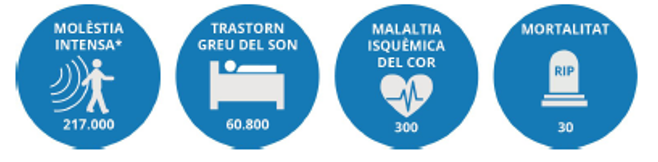 MOLÈSTIA
INTENSA*
217.000
TRASTORN
GREU DEL SON
60.800
MALALTIA
ISQUÈMICA
DEL COR
300
MORTALITAT
RIP
30